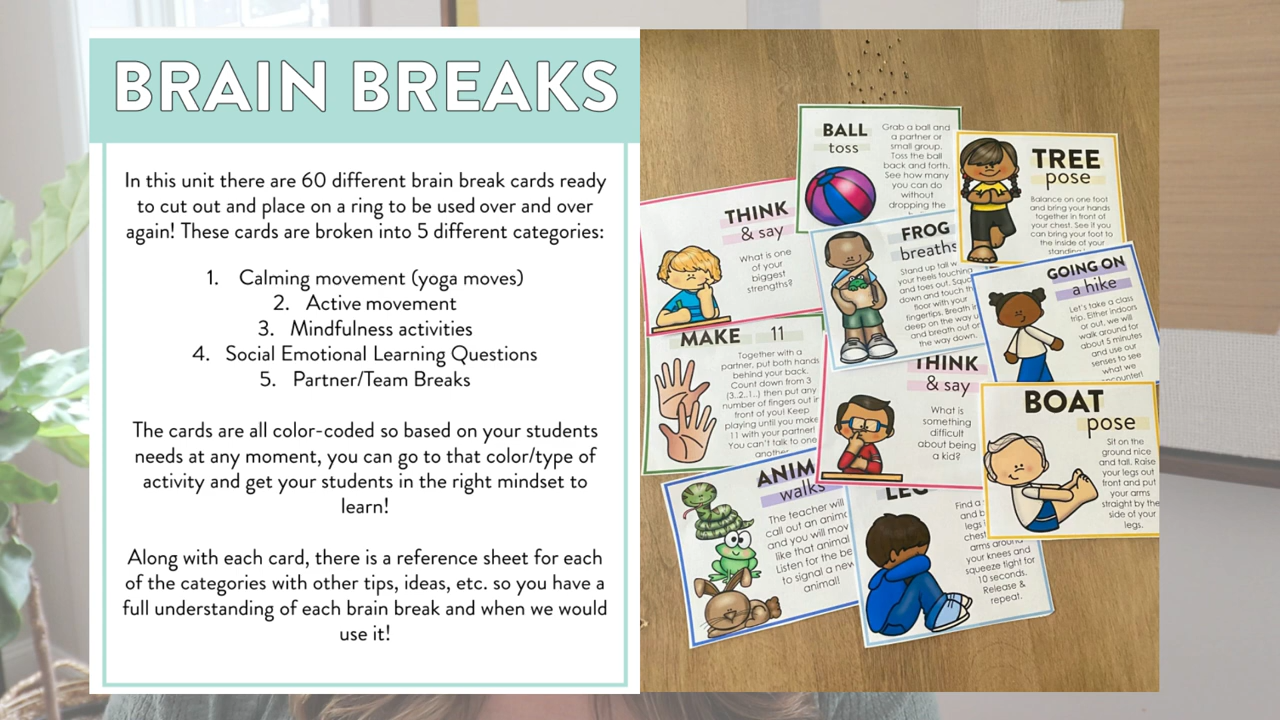 BRAIN BREAKS
In this unit there are 60 different brain break cards ready
to cut out and place on a ring to be used over and over
again! These cards are broken into 5 different categories:
1. Calming movement (yoga moves)
2. Active movement
3. Mindfulness activities
4. Social Emotional Learning Questions
5. Partner/Team Breaks
The cards are all color-coded so based on your students
needs at any moment, you can go to that color/type of
activity and get your students in the right mindset to
learn!
Along with each card, there is a reference sheet for each
of the categories with other tips, ideas, etc. so you have a
full understanding of each brain break and when we would
use it!
BALL
toss
Grab a ball and
a partner or
small group.
Toss the ball
back and forth.
See how many
you can do
without
dropping the
TREE
pose
Balance on one foot
and bring your hands
together in front of
your chest. See if you
can bring your foot to
the inside of your
standing
THINK
& say
What is one
of your
biggest
strengths?
FROG
breaths
Stand up tall w
your heels touching
and toes out. Squ
down and touch th
floor with your
fingertips. Breath in
deep on the way u
and breath out on
the way down.
GOING ON
a hike
Let's take a class
trip. Either indoors
or out, we will
walk around for
about 5 minutes
and use our
senses to see
what we
encounter!
MAKE 11
Together with a
partner, put both hands
behind your back.
Count down from 3
(3..2..1..) then put any
number of fingers out in
front of you! Keep
playing until you make
11 with your partner!
You can't talk to one
another
THINK
& say
What is
something
difficult
about being
a kid?
BOAT
pose
Sit on the
ground nice
and tall. Raise
your legs out
front and put
your arms
straight by the
side of your
legs.
ANIM
walks
The teacher will
call out an anima
and you will mov
like that animal
Listen for the be
to signal a new
animal!
LEG
Find a
and b
legs
chest
arms around
your knees and
squeeze tight for
10 seconds.
Release &
repeat.